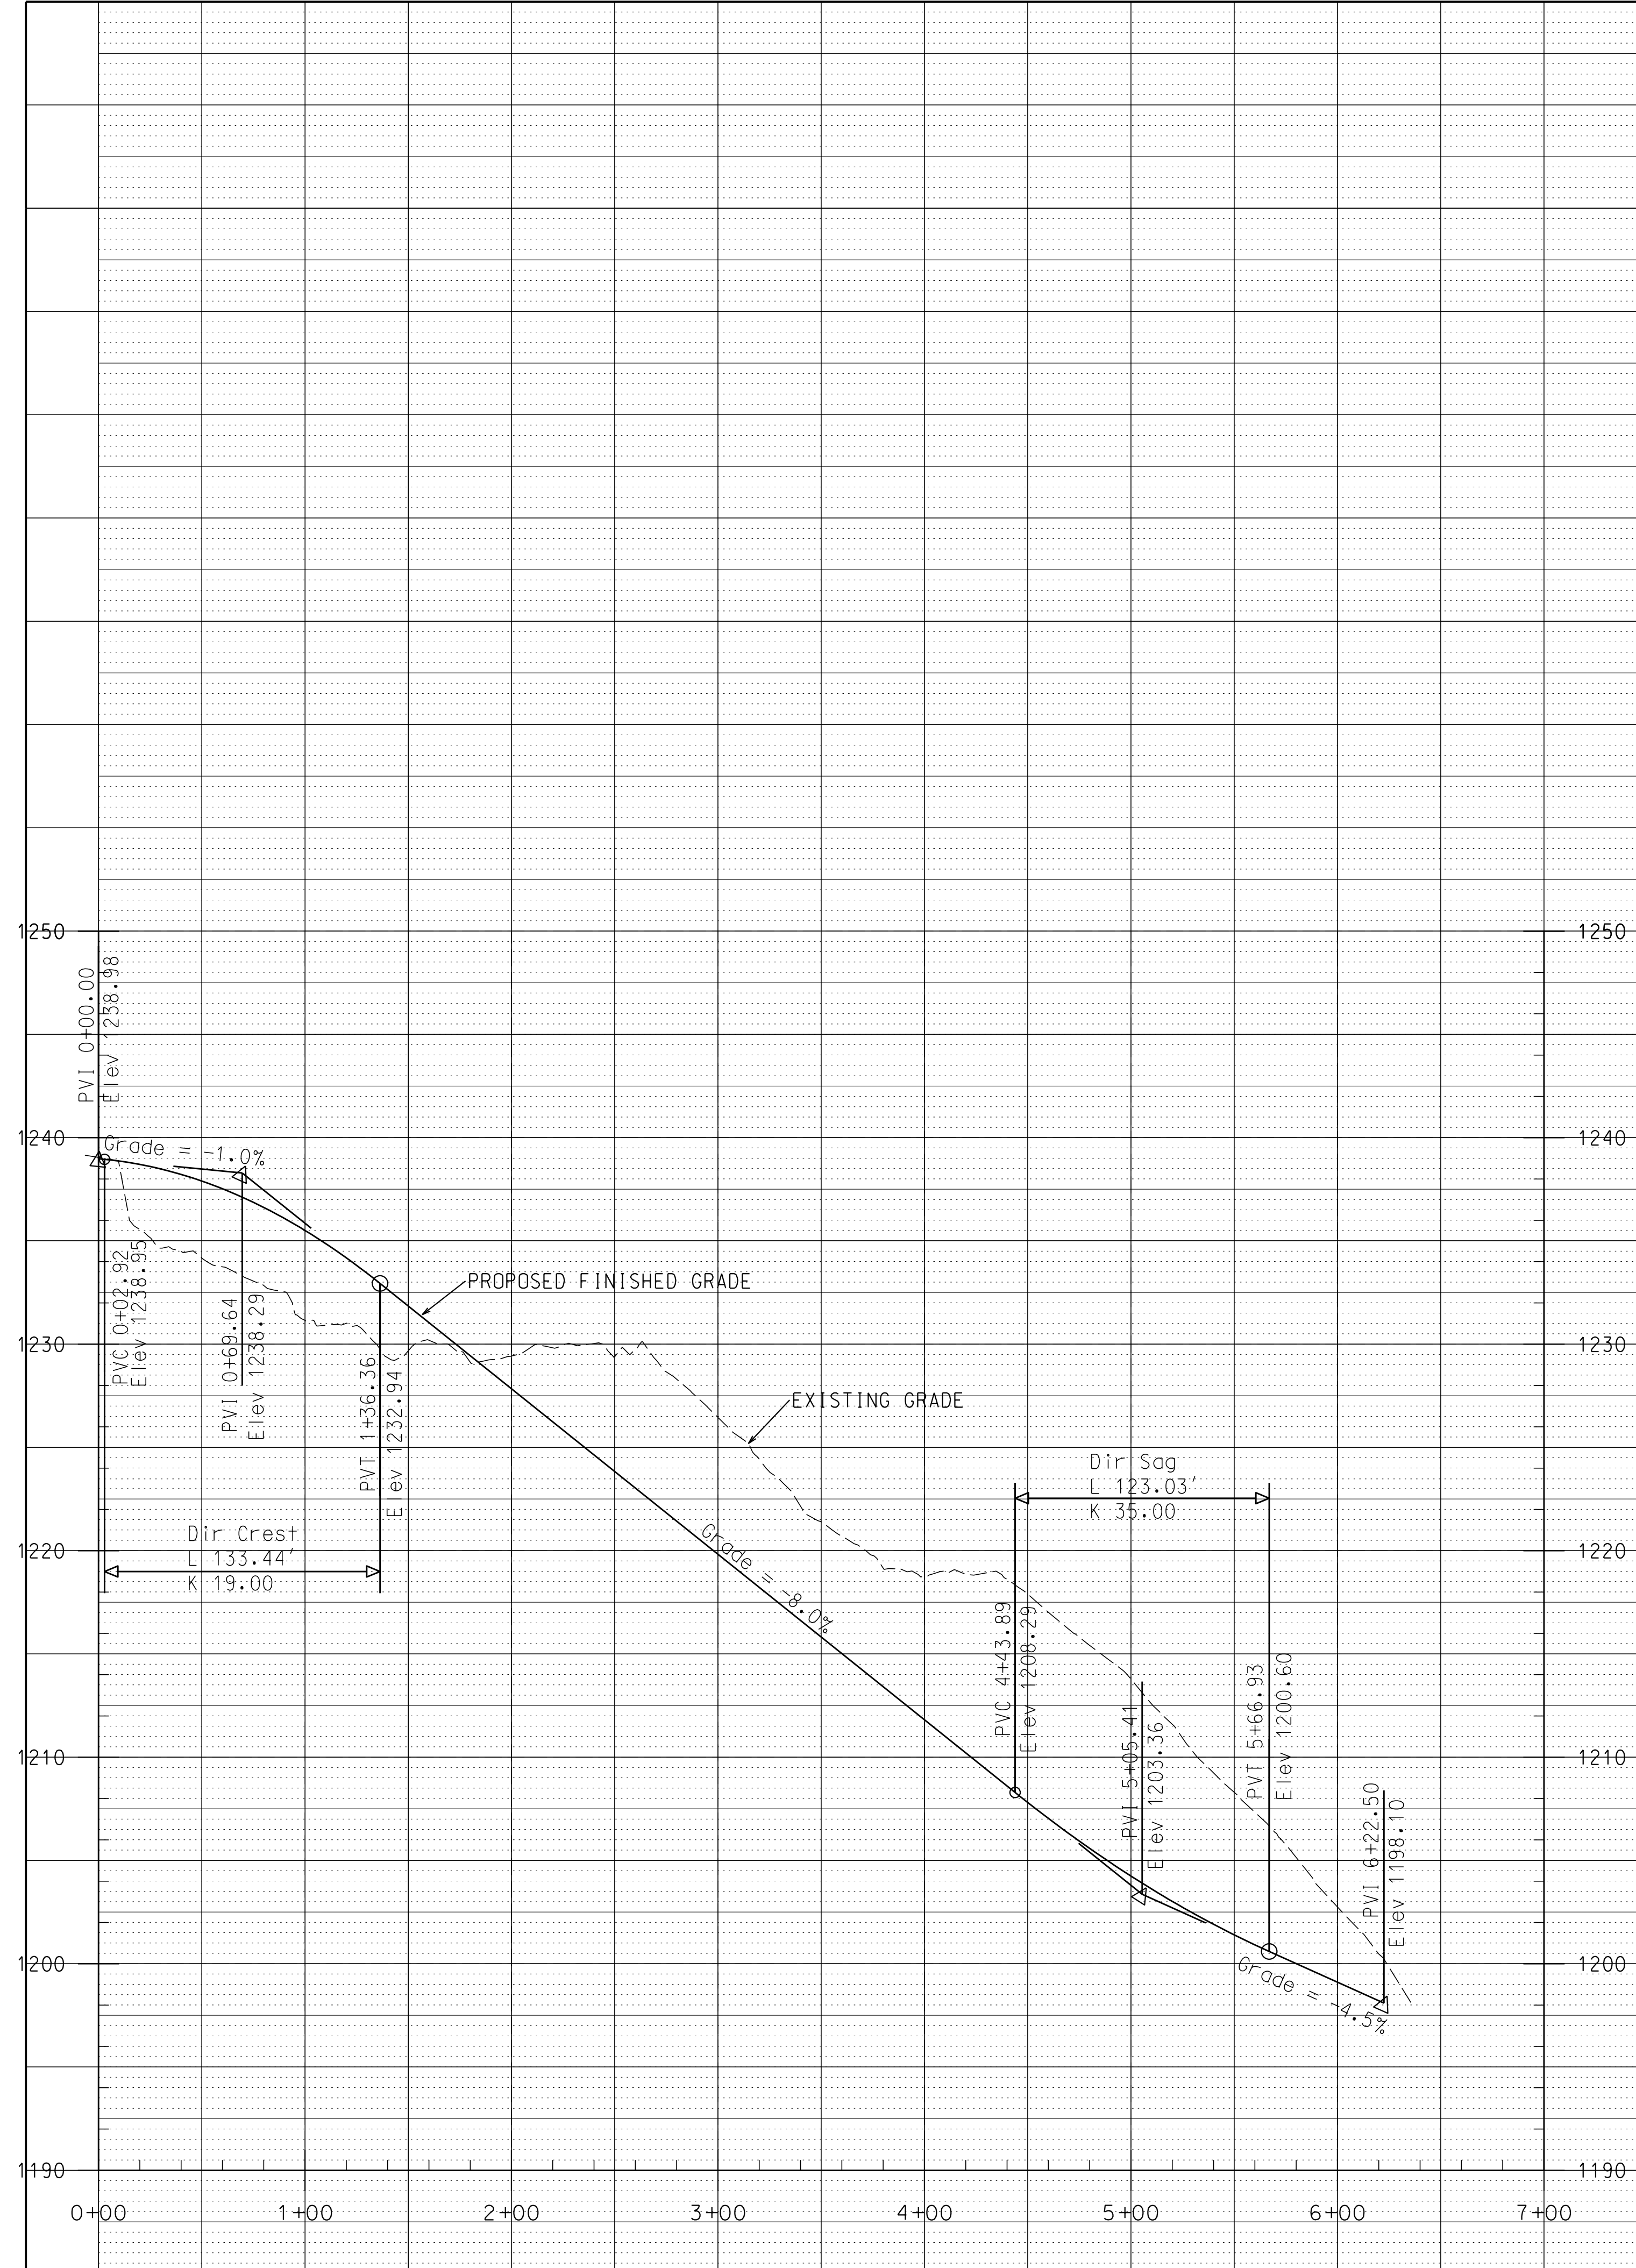 1250
1250
PVI 0+00.00
Elev 1238.98
1240
1240
Grade = -1.0%
PVC 0+02.92
Elev 1238.95
PVI 0+69.64
Elev 1238.29
PROPOSED FINISHED GRADE
1230
1230
PVT 1+36.36
Elev 1232.94
EXISTING GRADE
Dir Sag
L 123.03'
K 35.00
Dir Crest
L 133.44'
K 19.00
1220
1220
Grade = -8.0%
PVC 4+43.89
Elev 1208.29
PVI 5+05.41
Elev 1203.36
PVT 5+66.93
Elev 1200.60
1210
1210
PVI 6+22.50
Elev 1198.10
1200
1200
Grade = -4.5%
1190
1190
0+00 1+00 2+00 3+00 4+00 5+00 6+00 7+00